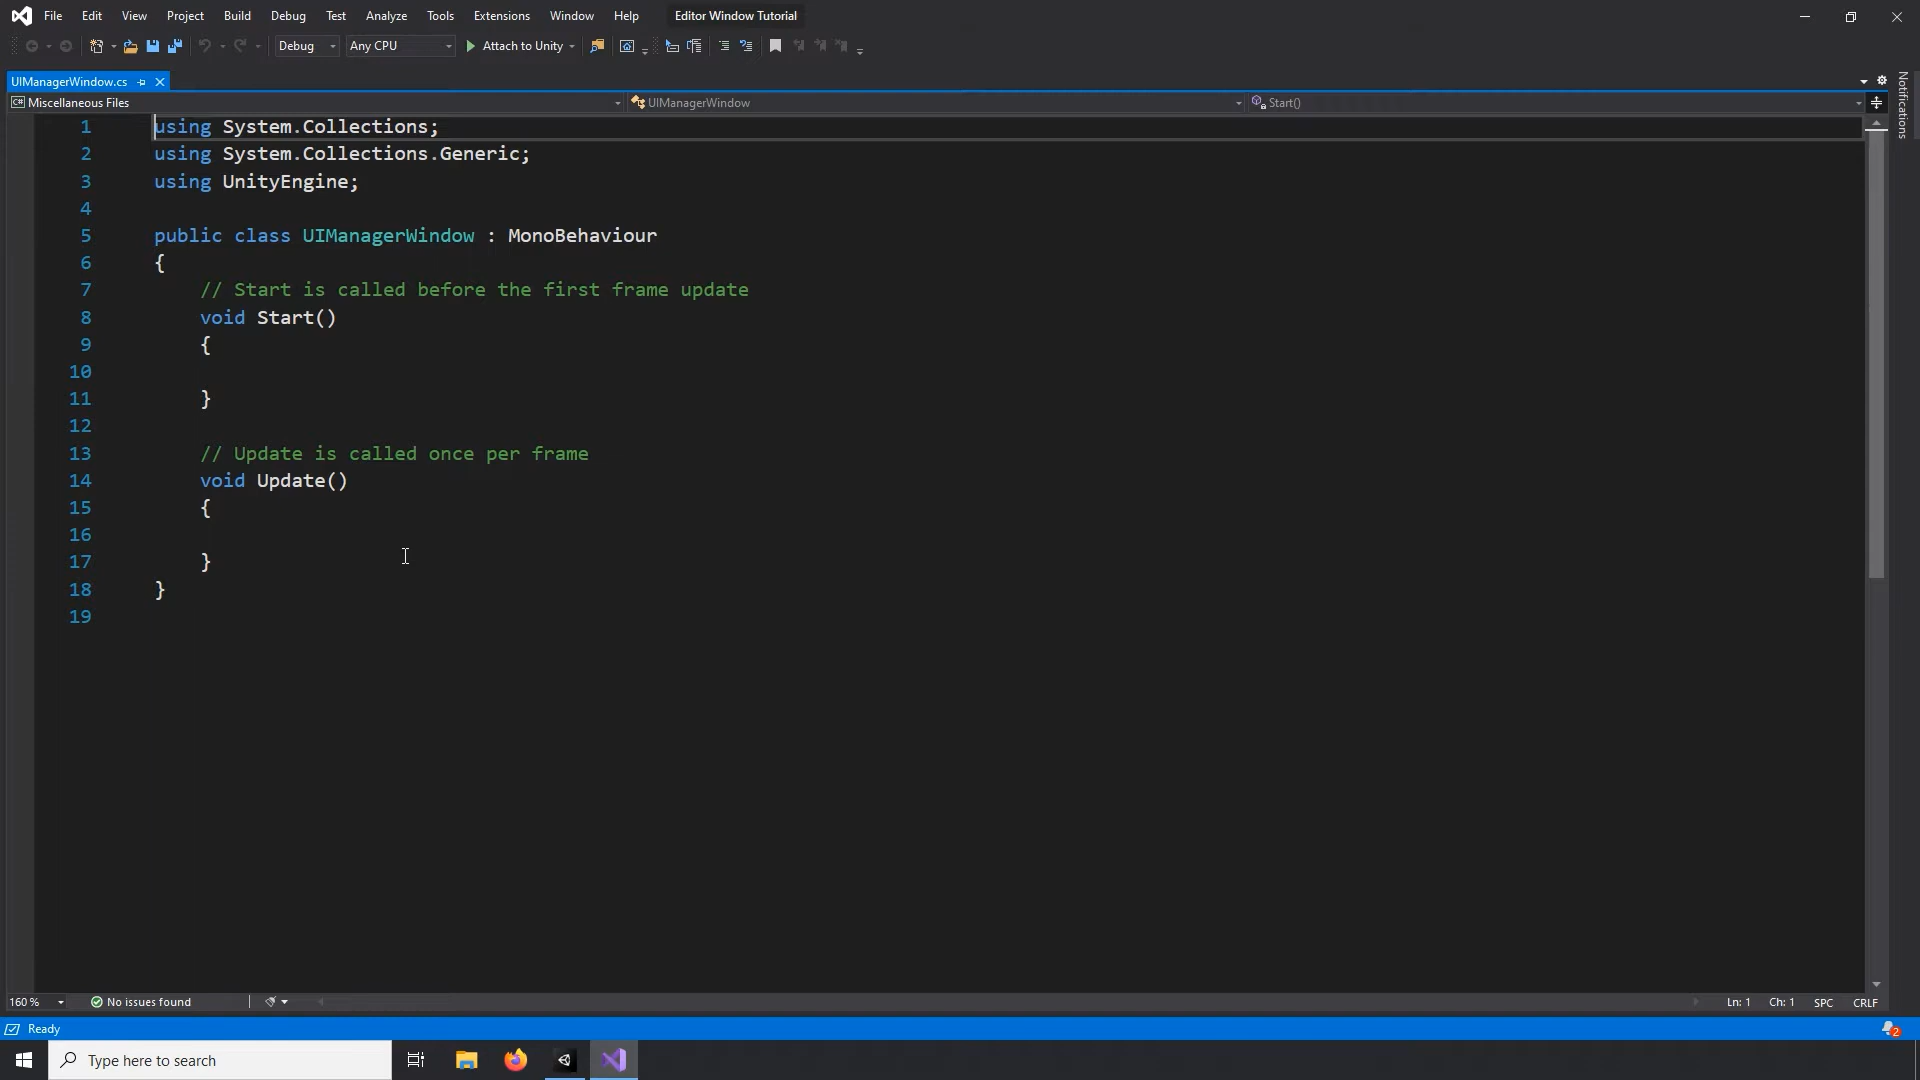 File Edit View Project Build Debug Test Analyze Tools Extensions Window Help Editor Window Tutorial
Debug Any CPU Attach to Unity
UIManagerWindow.cs
Miscellaneous Files UIManagerWindow Start()
Notifications
1 using System.Collections;
2 using System.Collections.Generic;
3 using UnityEngine;
4
5 public class UIManagerWindow : MonoBehaviour
6 {
7 // Start is called before the first frame update
8 void Start()
9 {
10
11 }
12
13 // Update is called once per frame
14 void Update()
15 {
16
17 }
18 }
19
160 % No issues found Ln: 1 Ch: 1 SPC CRLF
Ready 2
Type here to search